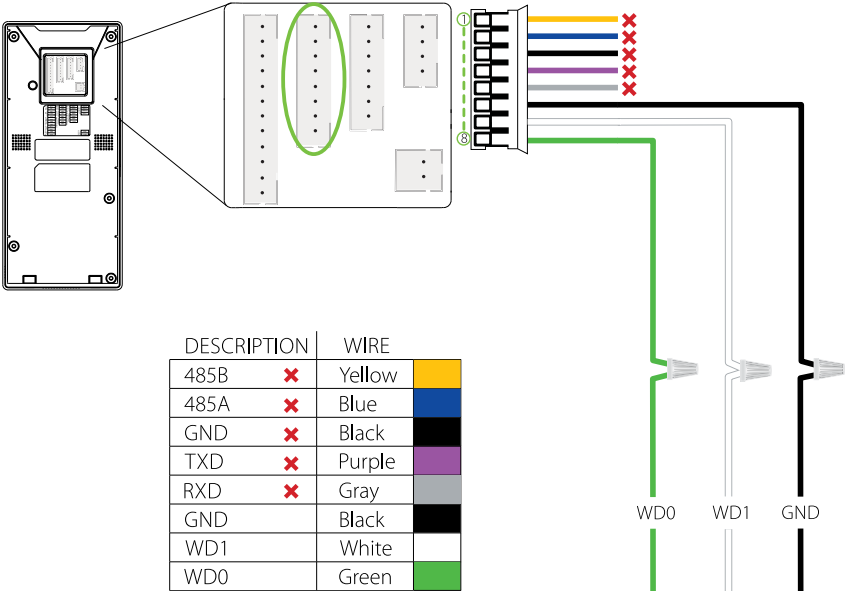 1
8
WD0 WD1 GND
DESCRIPTION WIRE
485B Yellow
485A Blue
GND Black
TXD Purple
RXD Gray
GND Black
WD1 White
WD0 Green